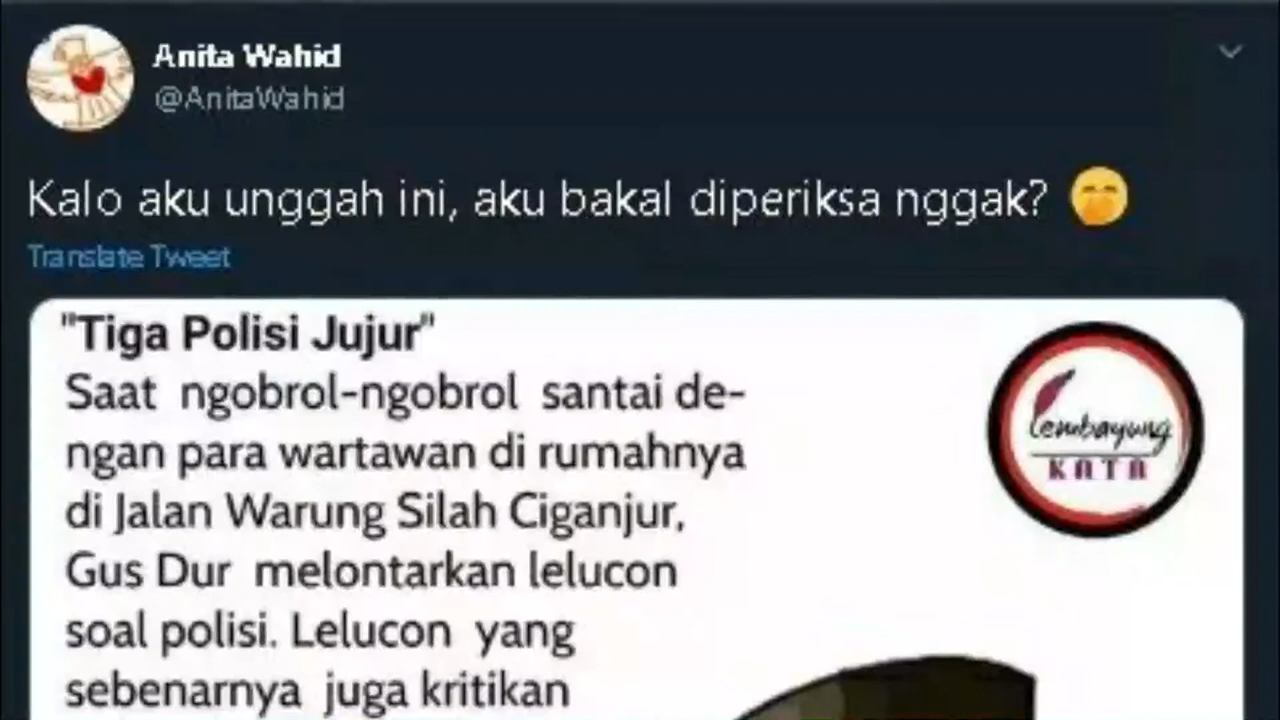 Anita Wahid
@AnitaWahid
Kalo aku unggah ini, aku bakal diperiksa nggak? 🤭
Translate Tweet
"Tiga Polisi Jujur"
Saat ngobrol-ngobrol santai de-
ngan para wartawan di rumahnya
di Jalan Warung Silah Ciganjur,
Gus Dur melontarkan lelucon
soal polisi. Lelucon yang
sebenarnya juga kritikan
Lembayung
KATA